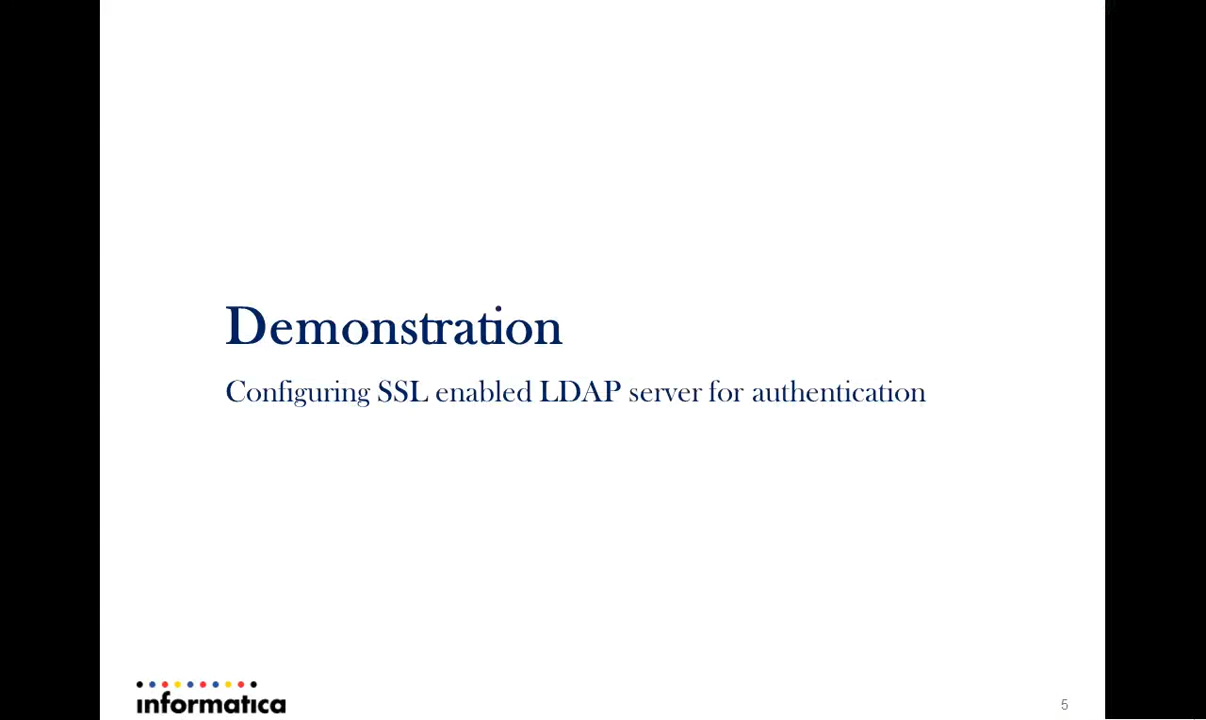 Demonstration
Configuring SSL enabled LDAP server for authentication
informatica
5